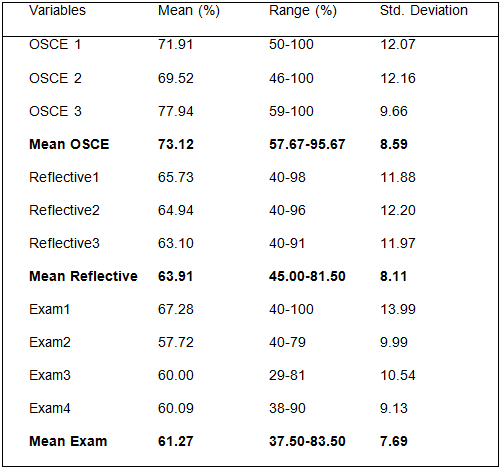 Variables Mean (%) Range (%) Std. Deviation
OSCE 1 71.91 50-100 12.07
OSCE 2 69.52 46-100 12.16
OSCE 3 77.94 59-100 9.66
Mean OSCE 73.12 57.67-95.67 8.59
Reflective1 65.73 40-98 11.88
Reflective2 64.94 40-96 12.20
Reflective3 63.10 40-91 11.97
Mean Reflective 63.91 45.00-81.50 8.11
Exam1 67.28 40-100 13.99
Exam2 57.72 40-79 9.99
Exam3 60.00 29-81 10.54
Exam4 60.09 38-90 9.13
Mean Exam 61.27 37.50-83.50 7.69